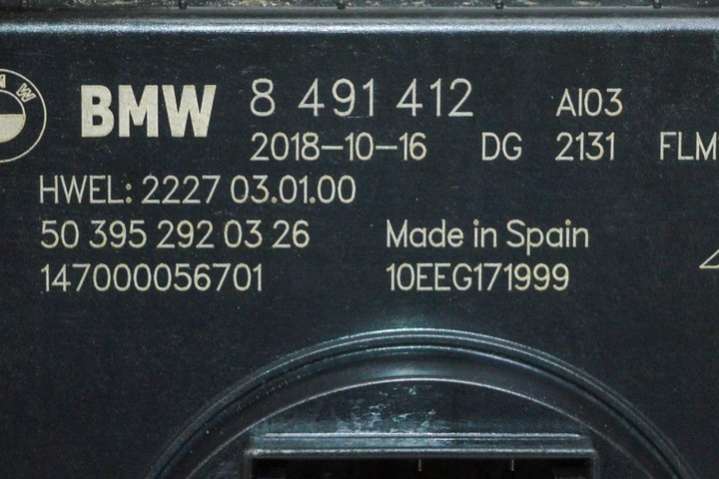 BMW 8 491 412 AI03
2018-10-16 DG 2131 FLM
HWEL: 2227 03.01.00
50 395 292 03 26 Made in Spain
147000056701 10EEG171999